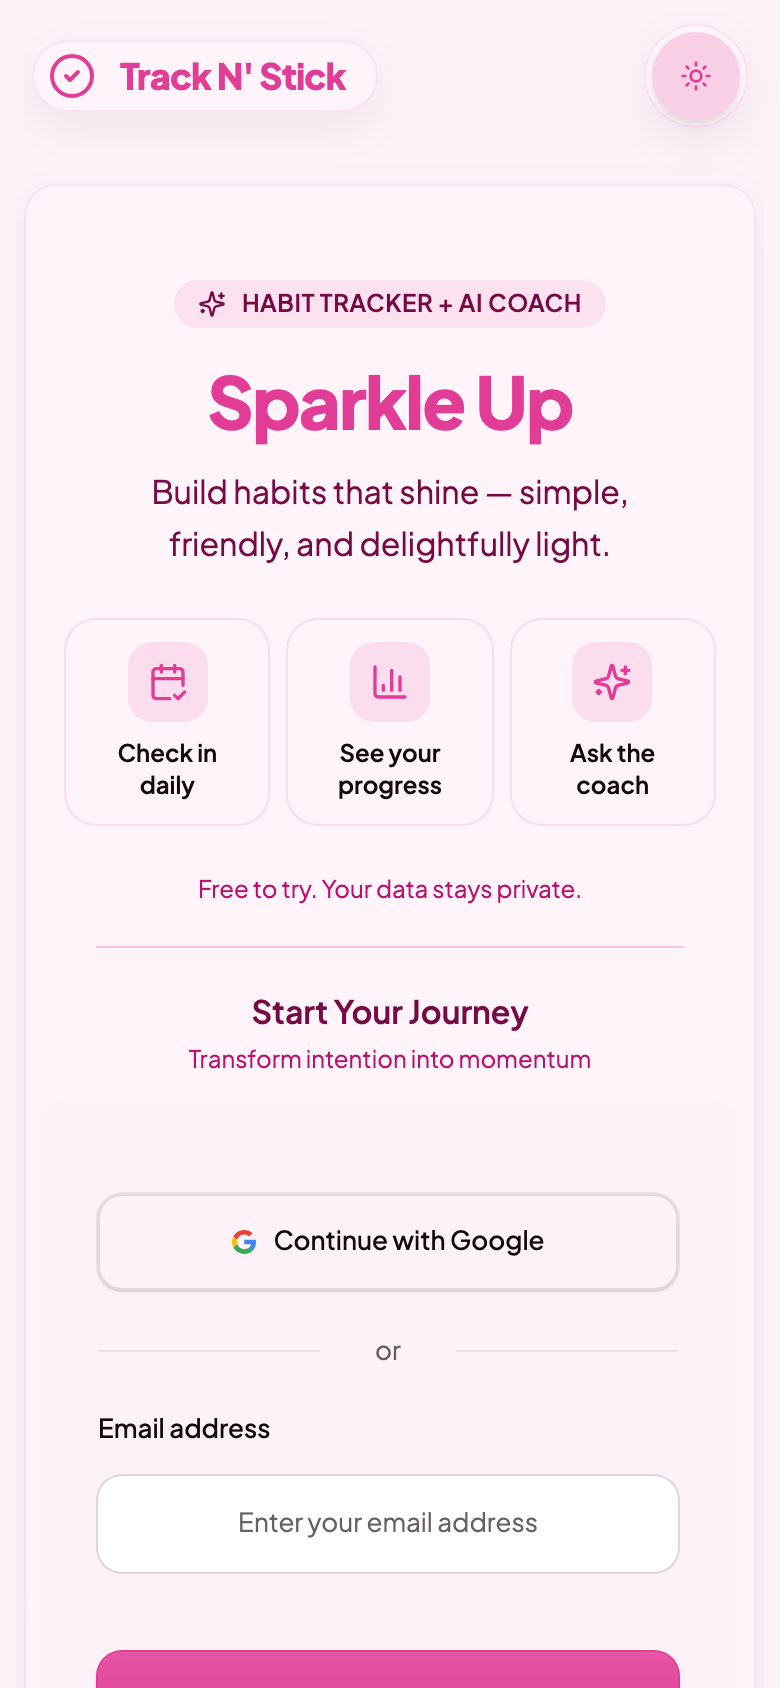 Track N' Stick
HABIT TRACKER + AI COACH
Sparkle Up
Build habits that shine — simple,
friendly, and delightfully light.
Check in
daily
See your
progress
Ask the
coach
Free to try. Your data stays private.
Start Your Journey
Transform intention into momentum
Continue with Google
or
Email address
Enter your email address